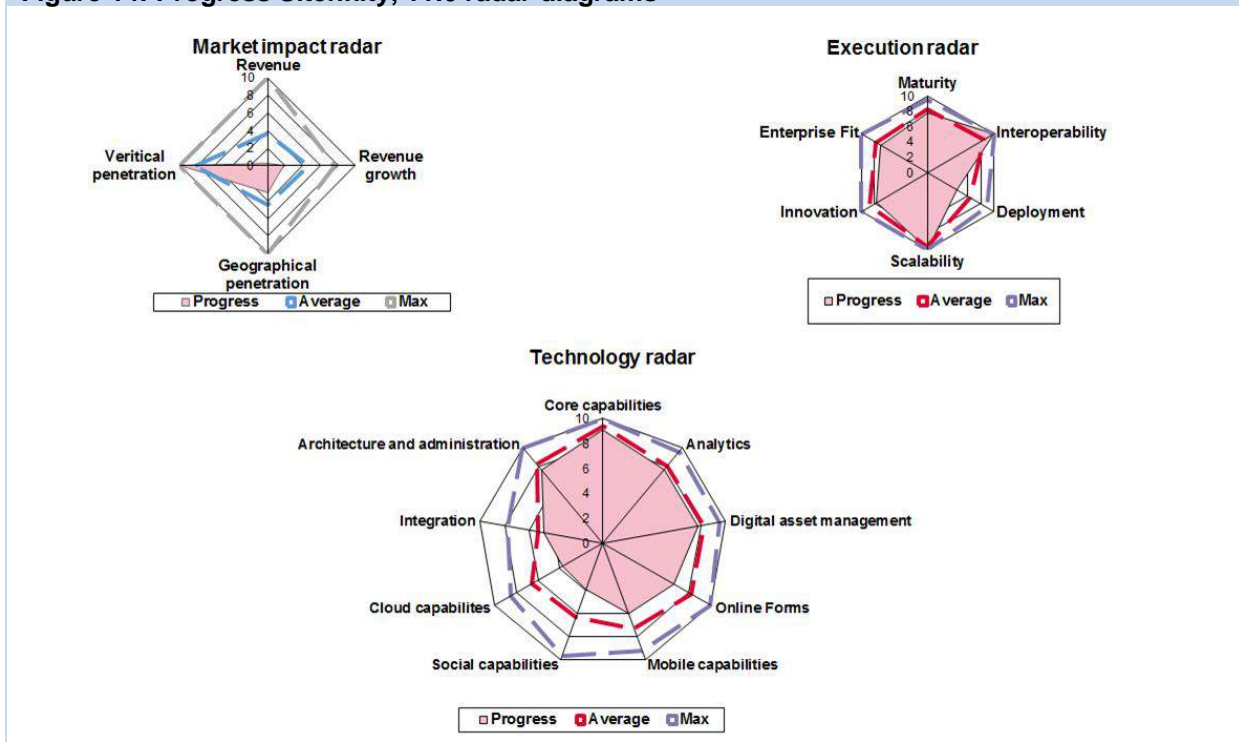 Market impact radar
Revenue
10
8
6
4
2
0
Veritical
penetration
Revenue
growth
Geographical
penetration
Progress Average Max
Execution radar
Maturity
10
8
6
4
2
0
Enterprise Fit
Interoperability
Innovation
Deployment
Scalability
Progress Average Max
Technology radar
Core capabilities
10
8
6
4
2
0
Architecture and administration
Analytics
Integration
Digital asset management
Cloud capabilites
Online Forms
Social capabilities
Mobile capabilities
Progress Average Max